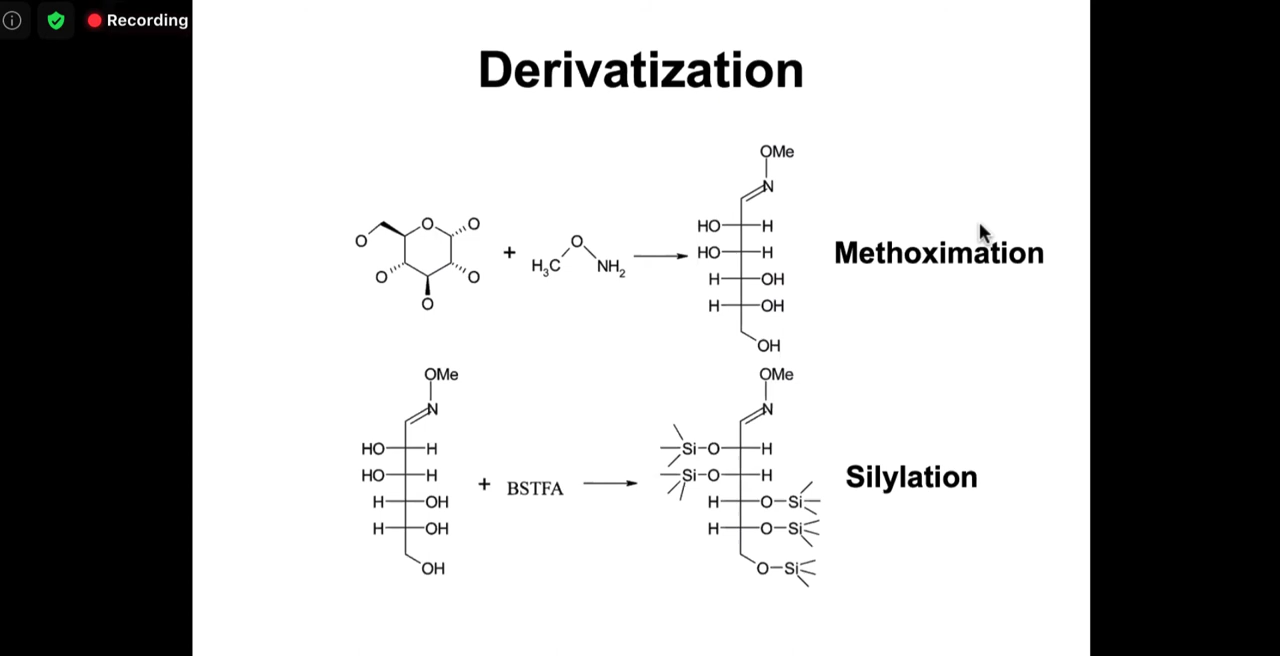 Recording
Derivatization
O O O O O O
+
H3C O NH2
OMe
N
HO H
HO H
H OH
H OH
OH
Methoximation
OMe
N
HO H
HO H
H OH
H OH
OH
+ BSTFA
OMe
N
Si-O H
Si-O H
H O-Si
H O-Si
O-Si
Silylation